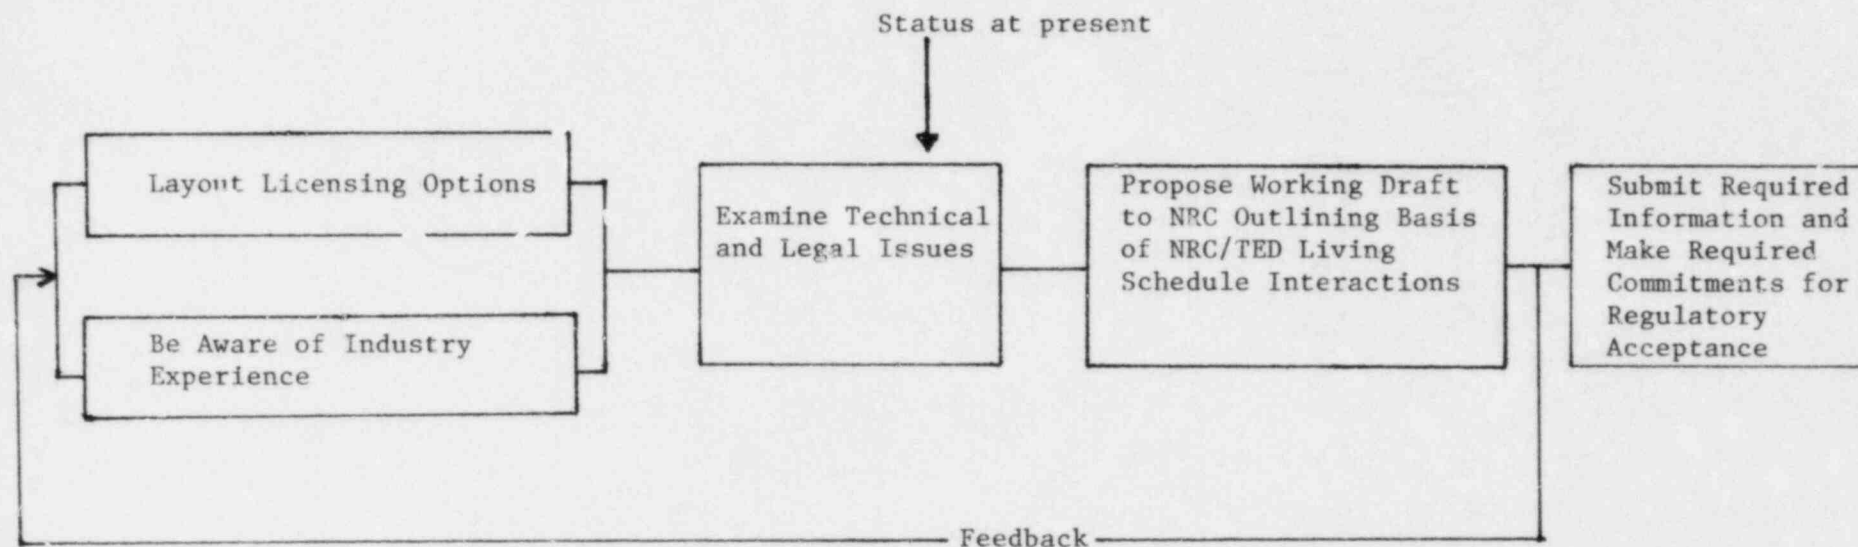 Status at present
Layout Licensing Options
Be Aware of Industry
Experience
Examine Technical
and Legal Issues
Propose Working Draft
to NRC Outlining Basis
of NRC/TED Living
Schedule Interactions
Submit Required
Information and
Make Required
Commitments for
Regulatory
Acceptance
Feedback